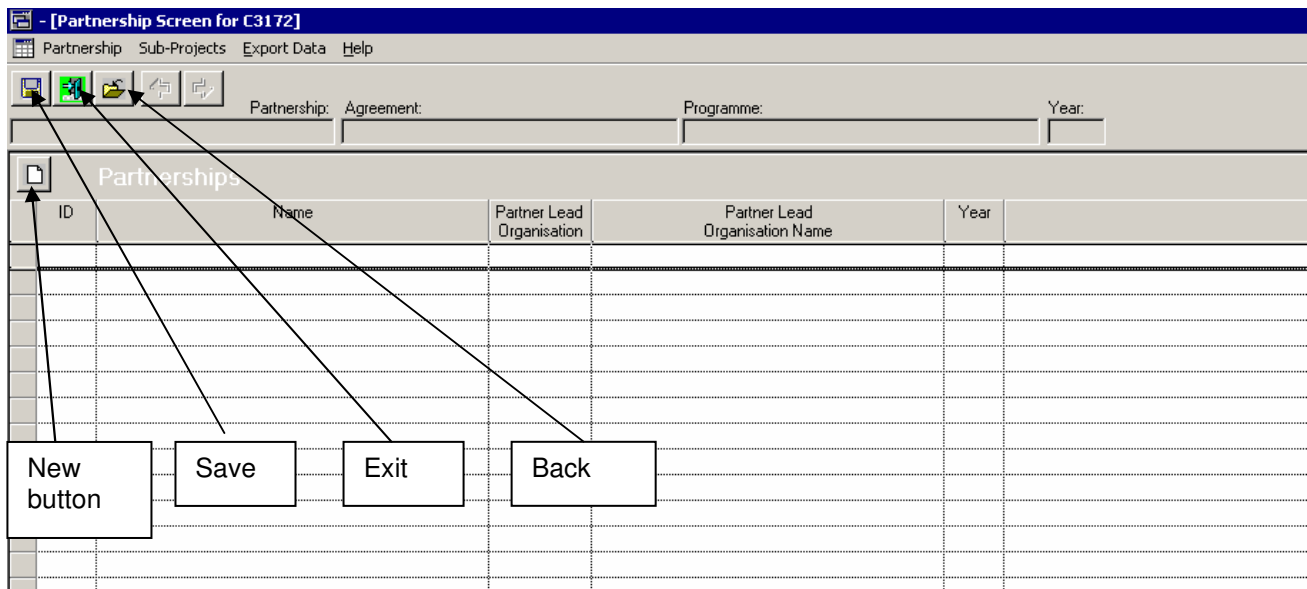 - [Partnership Screen for C3172]
Partnership Sub-Projects Export Data Help
Partnership: Agreement: Programme: Year:
Partnerships
ID Name Partner Lead Partner Lead Year
Organisation Organisation Name
New Save Exit Back
button